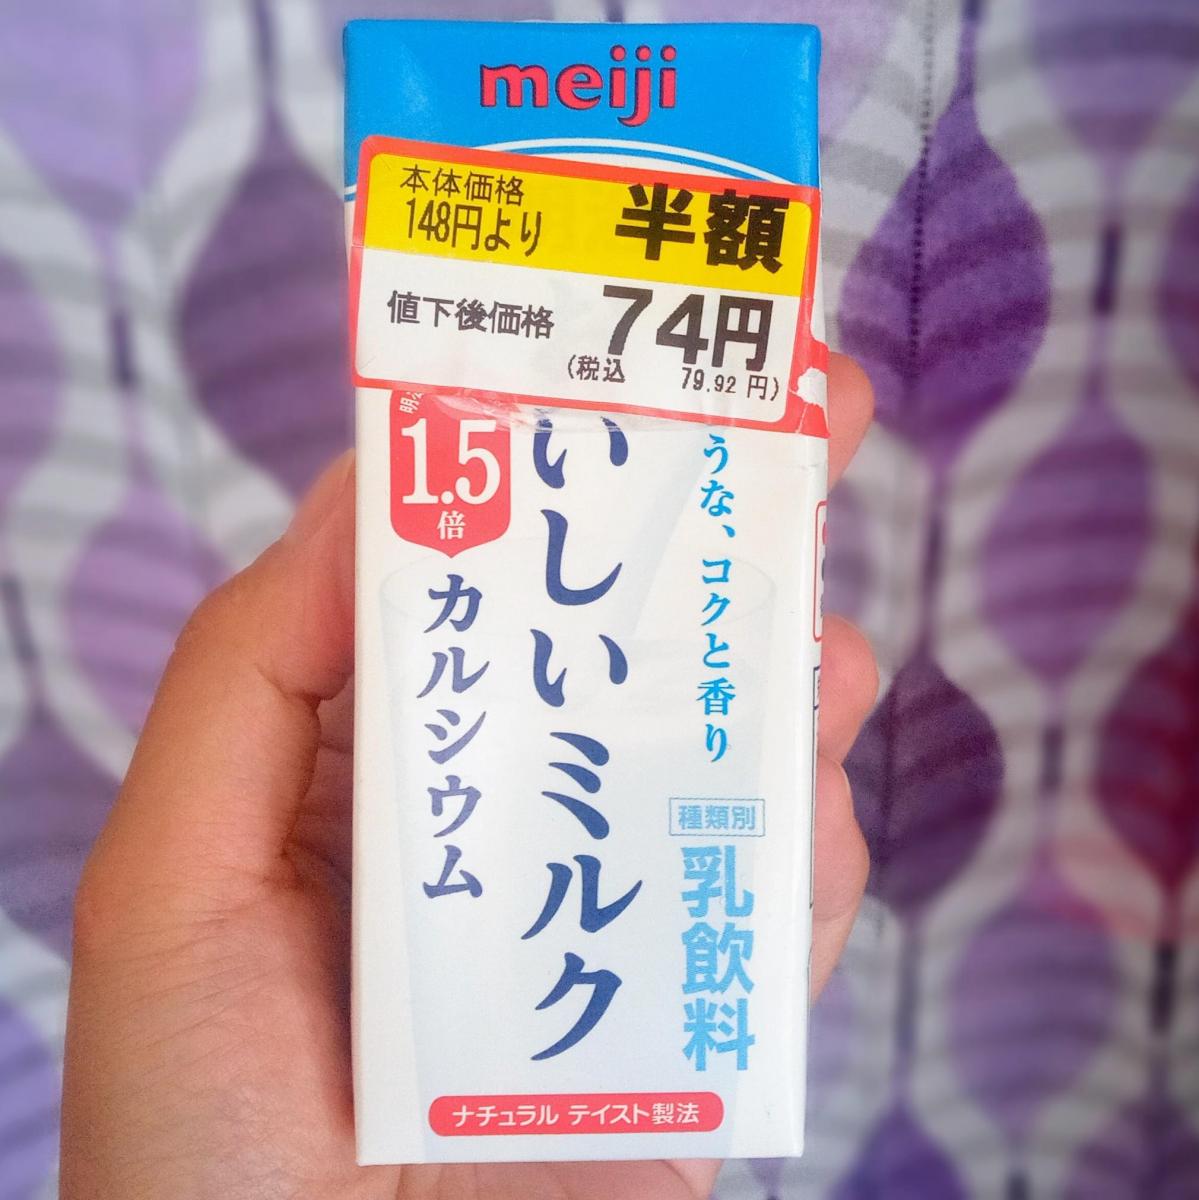 meiji
本体価格
148円より
半額
値下後価格
74円
(税込 79.92円)
うな、コクと香り
いしいミルク
1.5
倍
カルシウム
種類別
乳飲料
ナチュラル テイスト製法